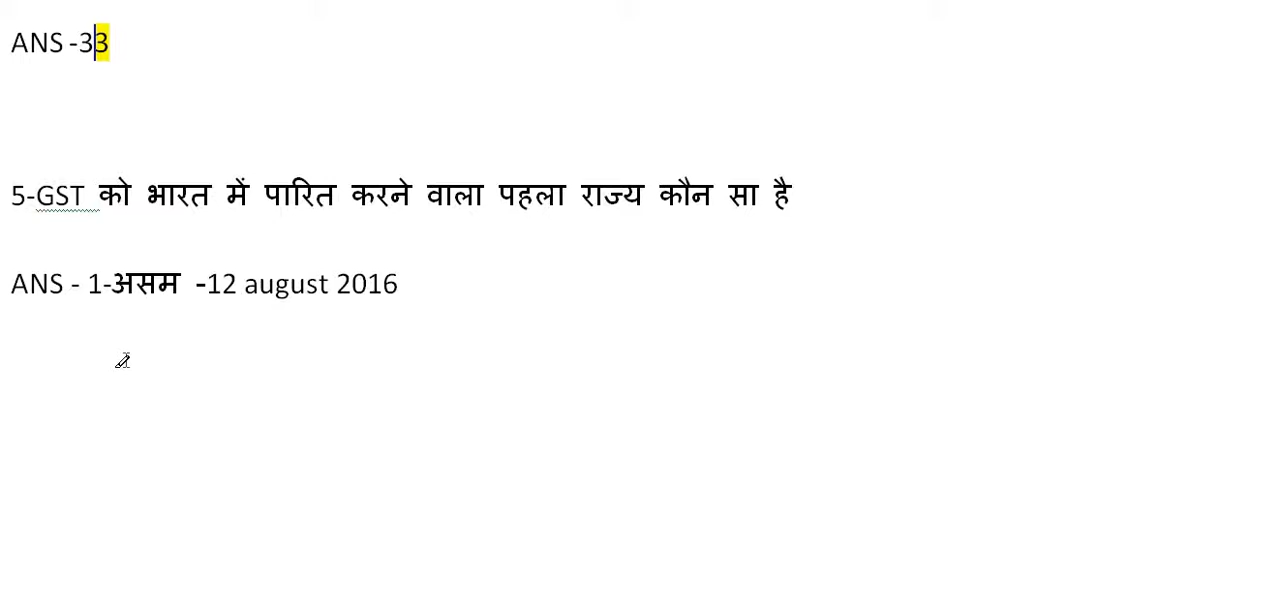 ANS -33
5-GST को भारत में पारित करने वाला पहला राज्य कौन सा है
ANS - 1-असम -12 august 2016